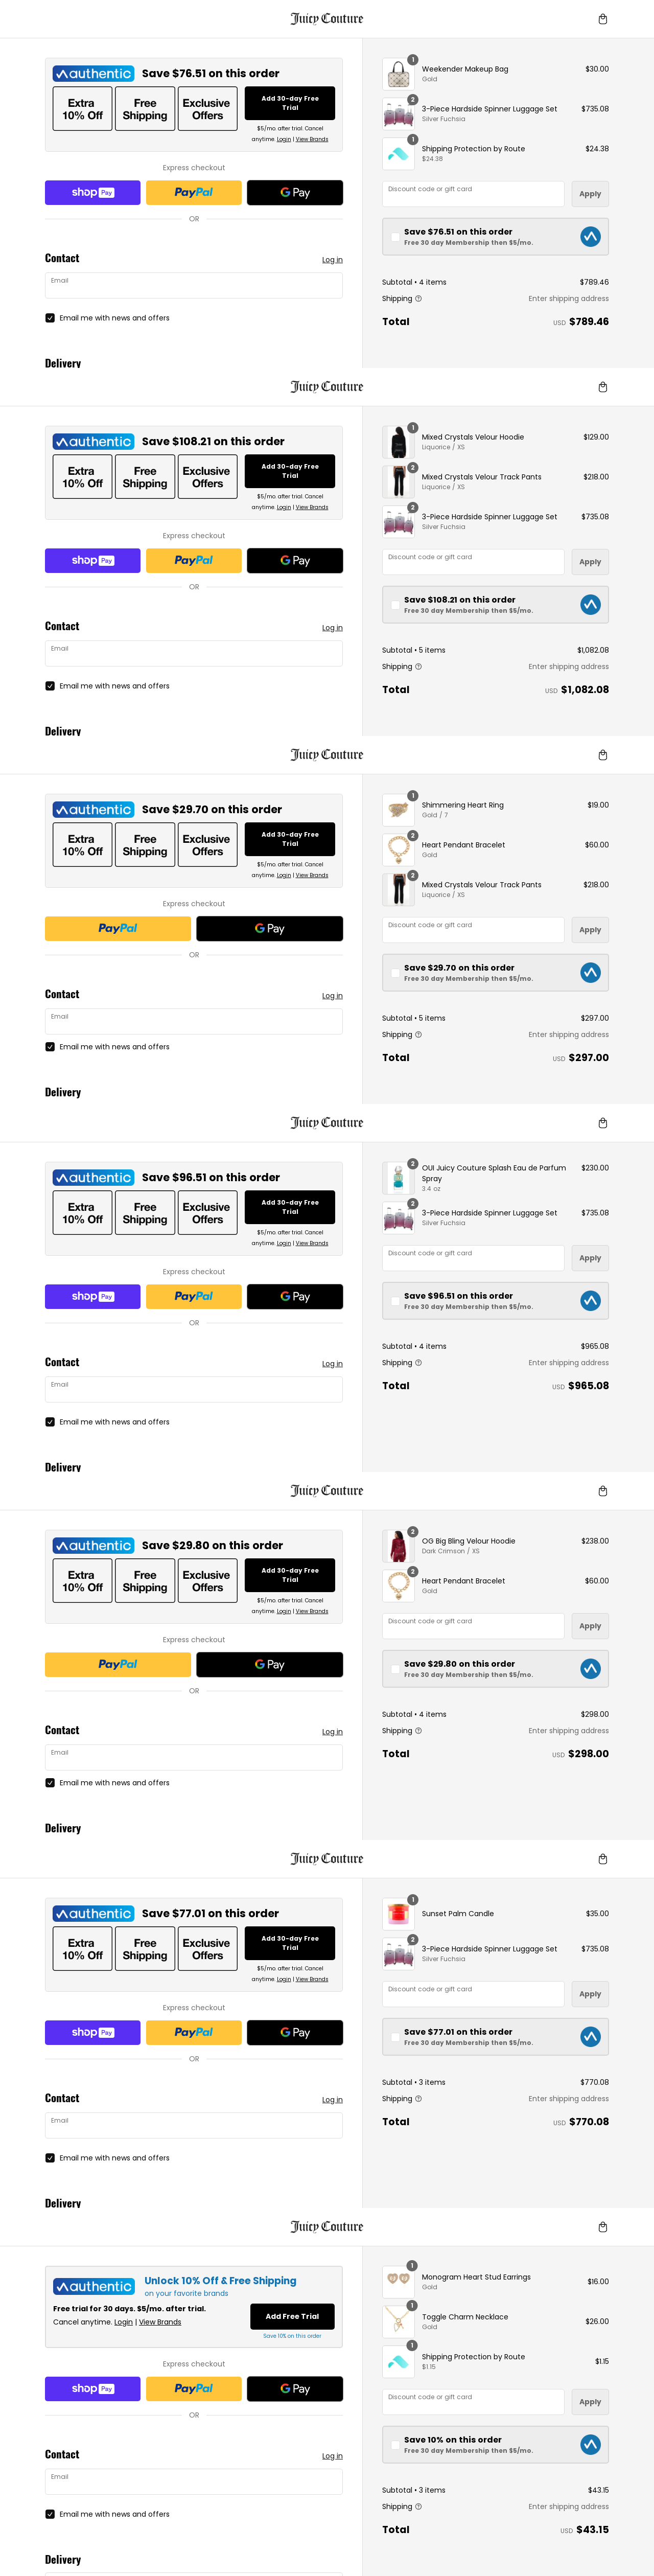 Juicy Couture
authentic Save $76.51 on this order
Extra 10% Off
Free Shipping
Exclusive Offers
Add 30-day Free Trial
$5/mo. after trial. Cancel
anytime. Login | View Brands
Express checkout
shop Pay
PayPal
G Pay
OR
Contact
Log in
Email
Email me with news and offers
Delivery
1
Weekender Makeup Bag
$30.00
Gold
2
3-Piece Hardside Spinner Luggage Set
$735.08
Silver Fuchsia
1
Shipping Protection by Route
$24.38
$24.38
Discount code or gift card
Apply
Save $76.51 on this order
Free 30 day Membership then $5/mo.
Subtotal • 4 items
$789.46
Shipping
Enter shipping address
Total
USD $789.46
Juicy Couture
authentic Save $108.21 on this order
Extra 10% Off
Free Shipping
Exclusive Offers
Add 30-day Free Trial
$5/mo. after trial. Cancel
anytime. Login | View Brands
Express checkout
shop Pay
PayPal
G Pay
OR
Contact
Log in
Email
Email me with news and offers
Delivery
1
Mixed Crystals Velour Hoodie
$129.00
Liquorice / XS
2
Mixed Crystals Velour Track Pants
$218.00
Liquorice / XS
2
3-Piece Hardside Spinner Luggage Set
$735.08
Silver Fuchsia
Discount code or gift card
Apply
Save $108.21 on this order
Free 30 day Membership then $5/mo.
Subtotal • 5 items
$1,082.08
Shipping
Enter shipping address
Total
USD $1,082.08
Juicy Couture
authentic Save $29.70 on this order
Extra 10% Off
Free Shipping
Exclusive Offers
Add 30-day Free Trial
$5/mo. after trial. Cancel
anytime. Login | View Brands
Express checkout
PayPal
G Pay
OR
Contact
Log in
Email
Email me with news and offers
Delivery
1
Shimmering Heart Ring
$19.00
Gold / 7
2
Heart Pendant Bracelet
$60.00
Gold
2
Mixed Crystals Velour Track Pants
$218.00
Liquorice / XS
Discount code or gift card
Apply
Save $29.70 on this order
Free 30 day Membership then $5/mo.
Subtotal • 5 items
$297.00
Shipping
Enter shipping address
Total
USD $297.00
Juicy Couture
authentic Save $96.51 on this order
Extra 10% Off
Free Shipping
Exclusive Offers
Add 30-day Free Trial
$5/mo. after trial. Cancel
anytime. Login | View Brands
Express checkout
shop Pay
PayPal
G Pay
OR
Contact
Log in
Email
Email me with news and offers
Delivery
2
OUI Juicy Couture Splash Eau de Parfum
Spray
$230.00
3.4 oz
2
3-Piece Hardside Spinner Luggage Set
$735.08
Silver Fuchsia
Discount code or gift card
Apply
Save $96.51 on this order
Free 30 day Membership then $5/mo.
Subtotal • 4 items
$965.08
Shipping
Enter shipping address
Total
USD $965.08
Juicy Couture
authentic Save $29.80 on this order
Extra 10% Off
Free Shipping
Exclusive Offers
Add 30-day Free Trial
$5/mo. after trial. Cancel
anytime. Login | View Brands
Express checkout
PayPal
G Pay
OR
Contact
Log in
Email
Email me with news and offers
Delivery
2
OG Big Bling Velour Hoodie
$238.00
Dark Crimson / XS
2
Heart Pendant Bracelet
$60.00
Gold
Discount code or gift card
Apply
Save $29.80 on this order
Free 30 day Membership then $5/mo.
Subtotal • 4 items
$298.00
Shipping
Enter shipping address
Total
USD $298.00
Juicy Couture
authentic Save $77.01 on this order
Extra 10% Off
Free Shipping
Exclusive Offers
Add 30-day Free Trial
$5/mo. after trial. Cancel
anytime. Login | View Brands
Express checkout
shop Pay
PayPal
G Pay
OR
Contact
Log in
Email
Email me with news and offers
Delivery
1
Sunset Palm Candle
$35.00
2
3-Piece Hardside Spinner Luggage Set
$735.08
Silver Fuchsia
Discount code or gift card
Apply
Save $77.01 on this order
Free 30 day Membership then $5/mo.
Subtotal • 3 items
$770.08
Shipping
Enter shipping address
Total
USD $770.08
Juicy Couture
authentic
Unlock 10% Off & Free Shipping
on your favorite brands
Free trial for 30 days. $5/mo. after trial.
Cancel anytime. Login | View Brands
Add Free Trial
Save 10% on this order
Express checkout
shop Pay
PayPal
G Pay
OR
Contact
Log in
Email
Email me with news and offers
Delivery
1
Monogram Heart Stud Earrings
$16.00
Gold
1
Toggle Charm Necklace
$26.00
Gold
1
Shipping Protection by Route
$1.15
$1.15
Discount code or gift card
Apply
Save 10% on this order
Free 30 day Membership then $5/mo.
Subtotal • 3 items
$43.15
Shipping
Enter shipping address
Total
USD $43.15